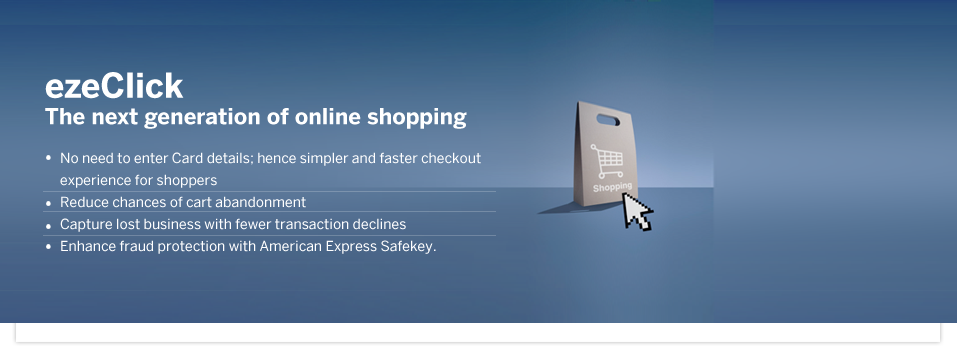 ezeClick
The next generation of online shopping
• No need to enter Card details; hence simpler and faster checkout
experience for shoppers
• Reduce chances of cart abandonment
• Capture lost business with fewer transaction declines
• Enhance fraud protection with American Express Safekey.
Shopping